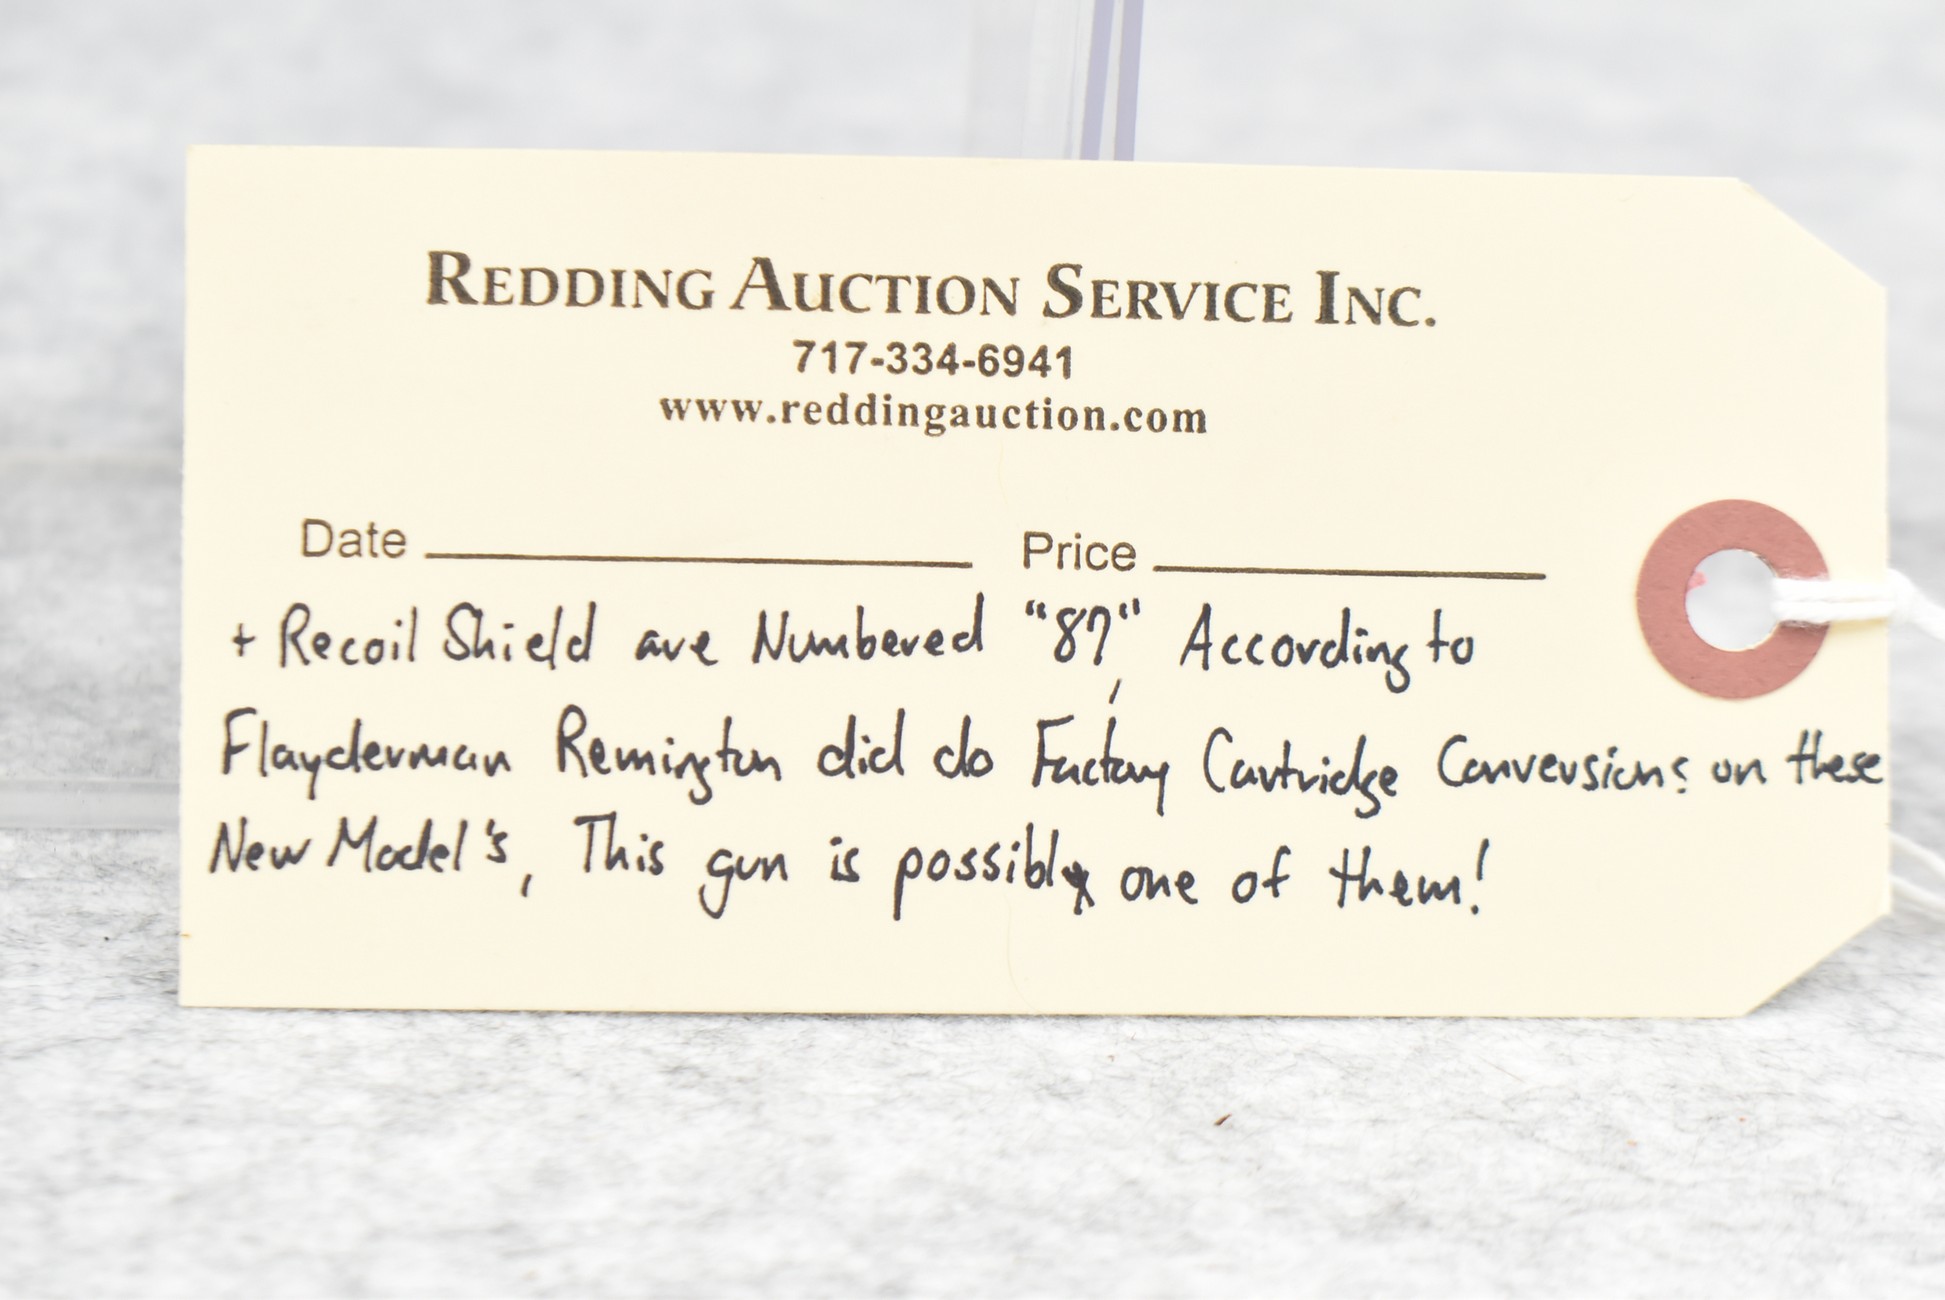 REDDING AUCTION SERVICE INC.
717-334-6941
www.reddingauction.com
Date Price
+ Recoil Shield are Numbered "87" According to
Flayderman Remington did do Factory Cartridge Conversions on these
New Model's, This gun is possibly one of them!